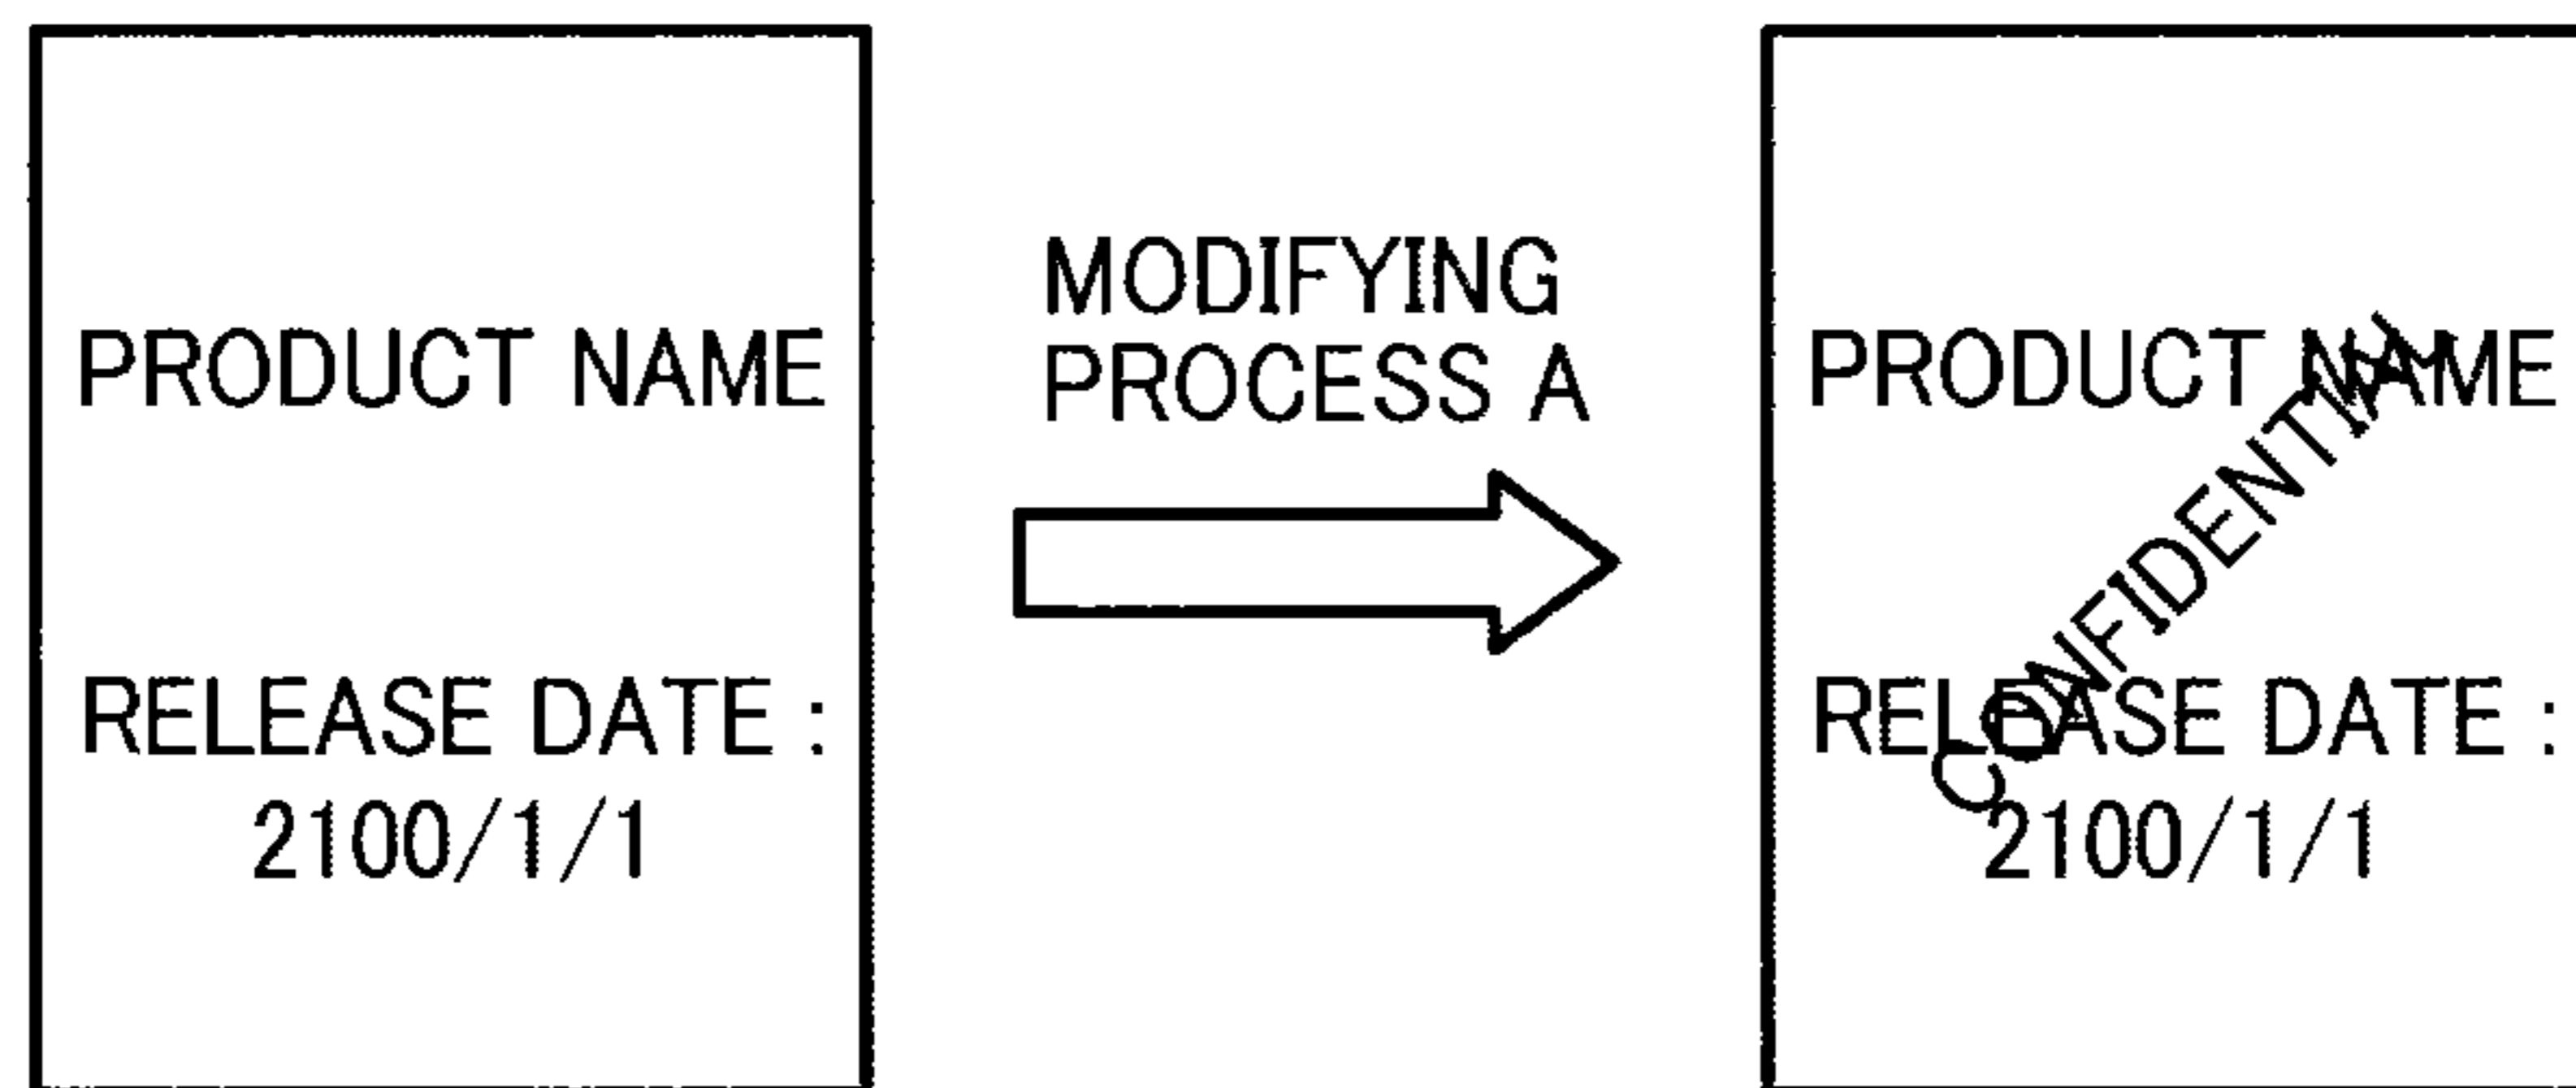 PRODUCT NAME
RELEASE DATE :
2100/1/1
MODIFYING
PROCESS A
PRODUCT NAME
CONFIDENTIAL
RELEASE DATE :
2100/1/1